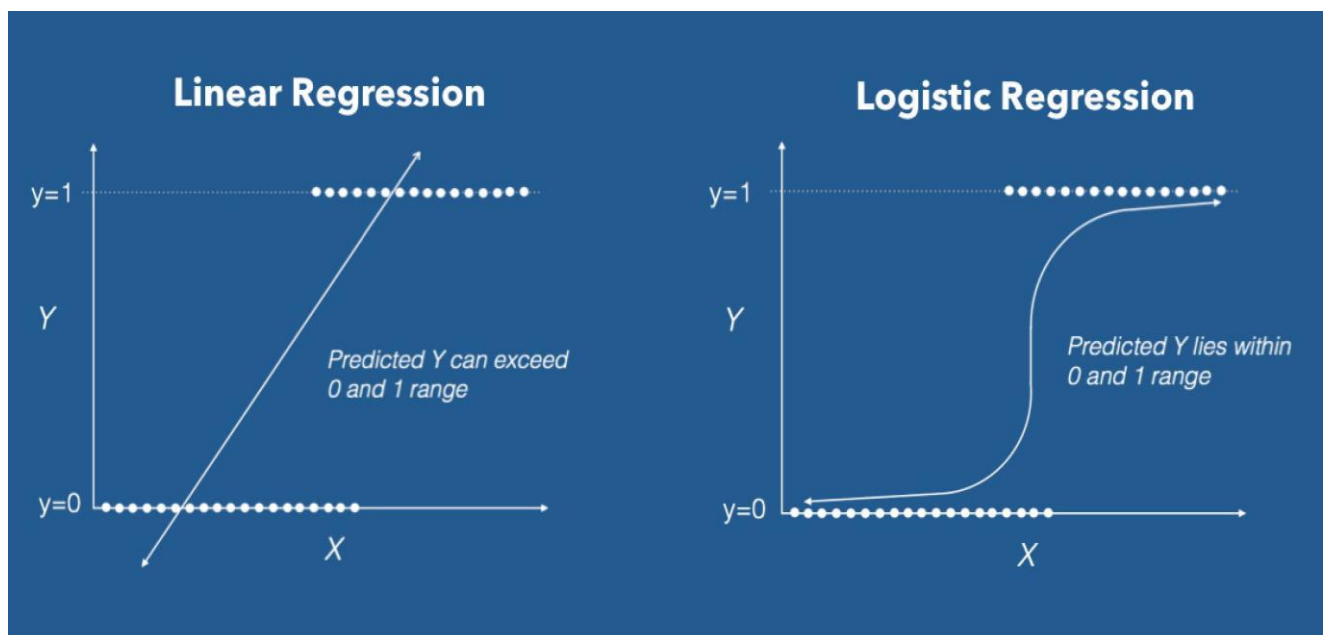 Linear Regression
y=1
Y
Predicted Y can exceed
0 and 1 range
y=0
X
Logistic Regression
y=1
Y
Predicted Y lies within
0 and 1 range
y=0
X